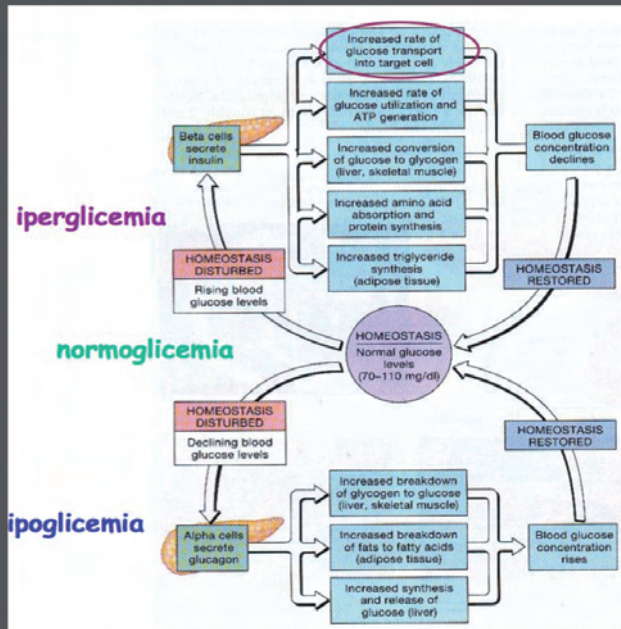 Increased rate of
glucose transport
into target cell
Increased rate of
glucose utilization and
ATP generation
Beta cells
secrete
insulin
Increased conversion
of glucose to glycogen
(liver, skeletal muscle)
Blood glucose
concentration
declines
iperglicemia
Increased amino acid
absorption and
protein synthesis
HOMEOSTASIS
DISTURBED
Rising blood
glucose levels
Increased triglyceride
synthesis
(adipose tissue)
HOMEOSTASIS
RESTORED
normoglicemia
HOMEOSTASIS
Normal glucose
levels
(70–110 mg/dl)
HOMEOSTASIS
DISTURBED
Declining blood
glucose levels
HOMEOSTASIS
RESTORED
ipoglicemia
Increased breakdown
of glycogen to glucose
(liver, skeletal muscle)
Alpha cells
secrete
glucagon
Increased breakdown
of fats to fatty acids
(adipose tissue)
Blood glucose
concentration
rises
Increased synthesis
and release of
glucose (liver)